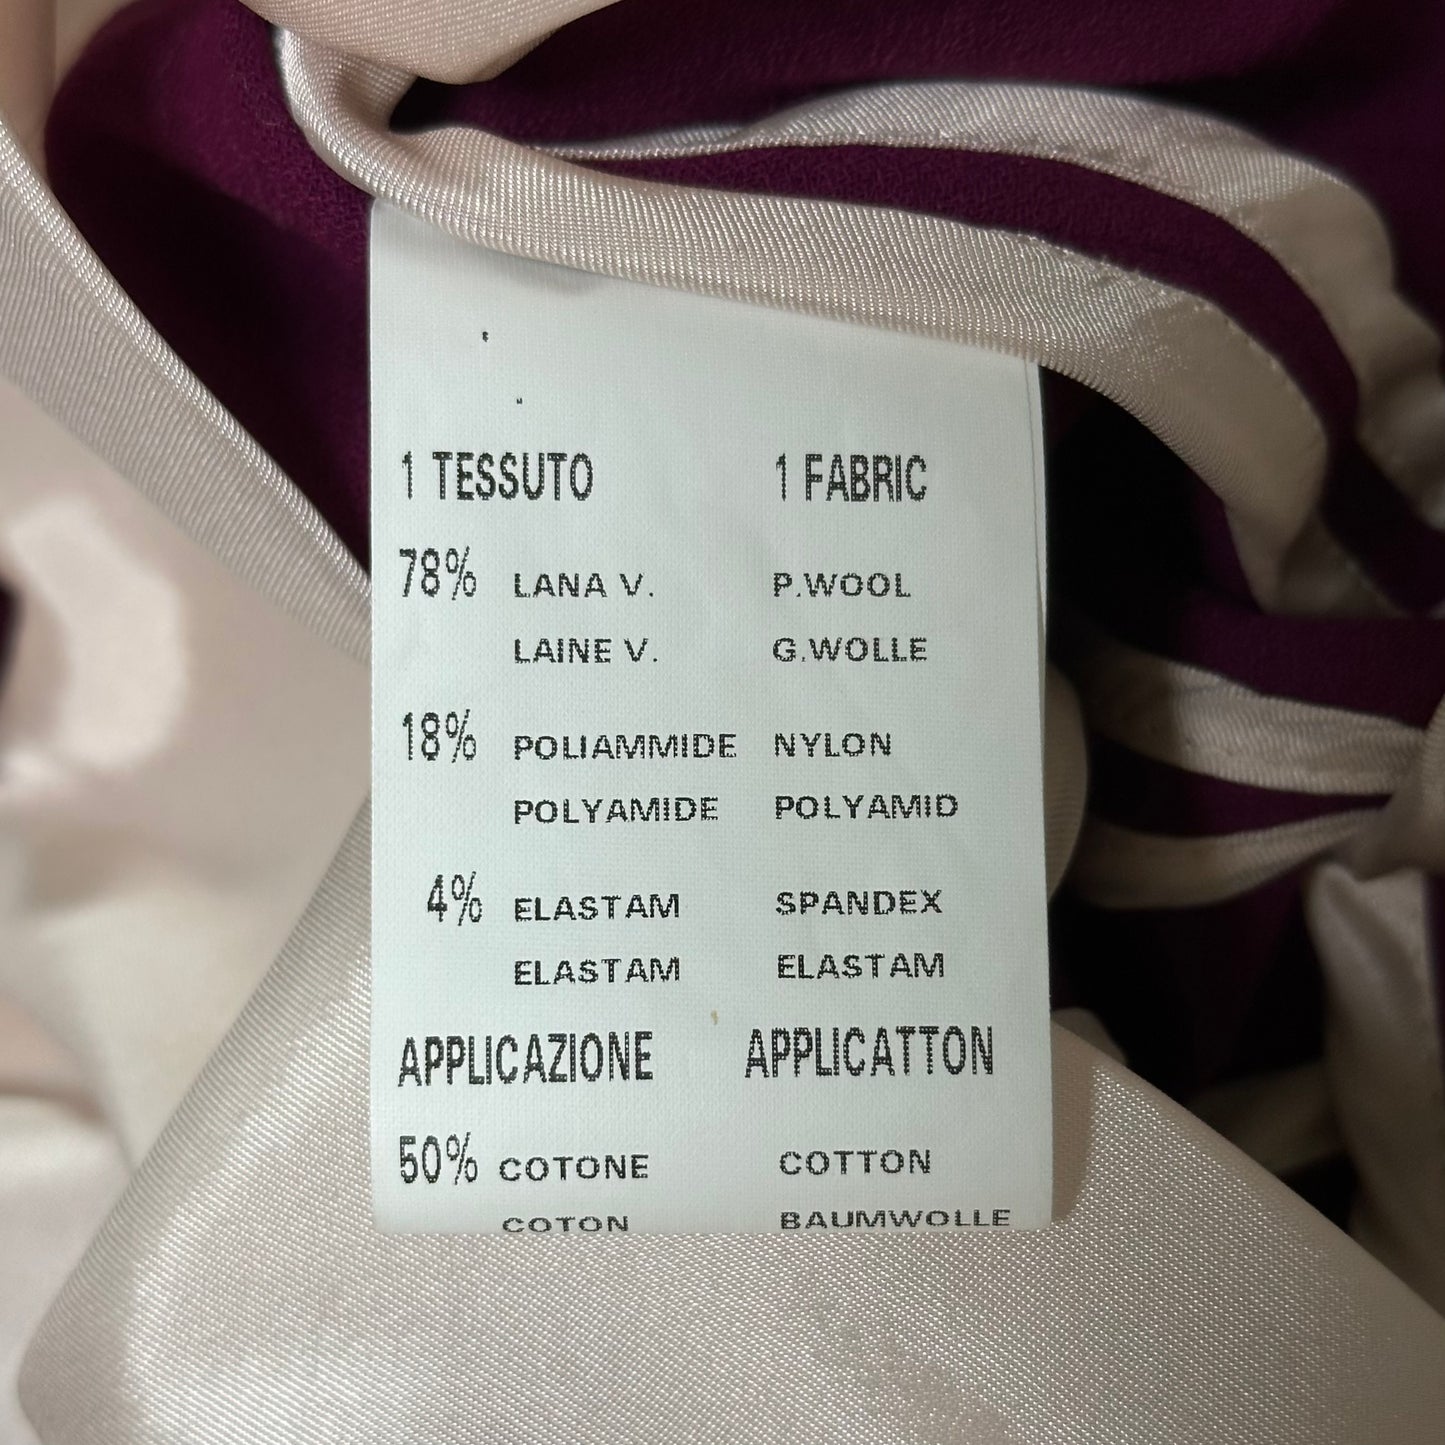 1 TESSUTO 1 FABRIC
78% LANA V. P.WOOL
LAINE V. G.WOLLE
18% POLIAMMIDE NYLON
POLYAMIDE POLYAMID
4% ELASTAM SPANDEX
ELASTAM ELASTAM
APPLICAZIONE APPLICATTON
50% COTONE COTTON
COTON BAUMWOLLE